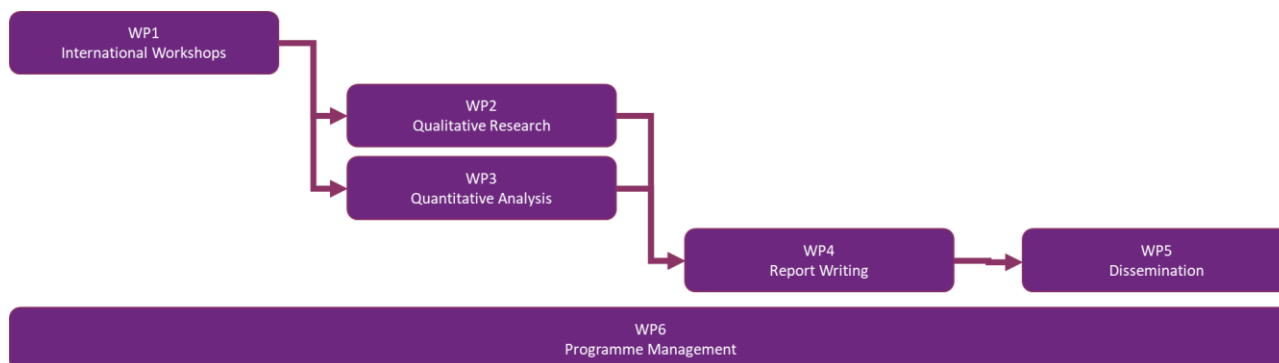 WP1
International Workshops
WP2
Qualitative Research
WP3
Quantitative Analysis
WP4
Report Writing
WP5
Dissemination
WP6
Programme Management